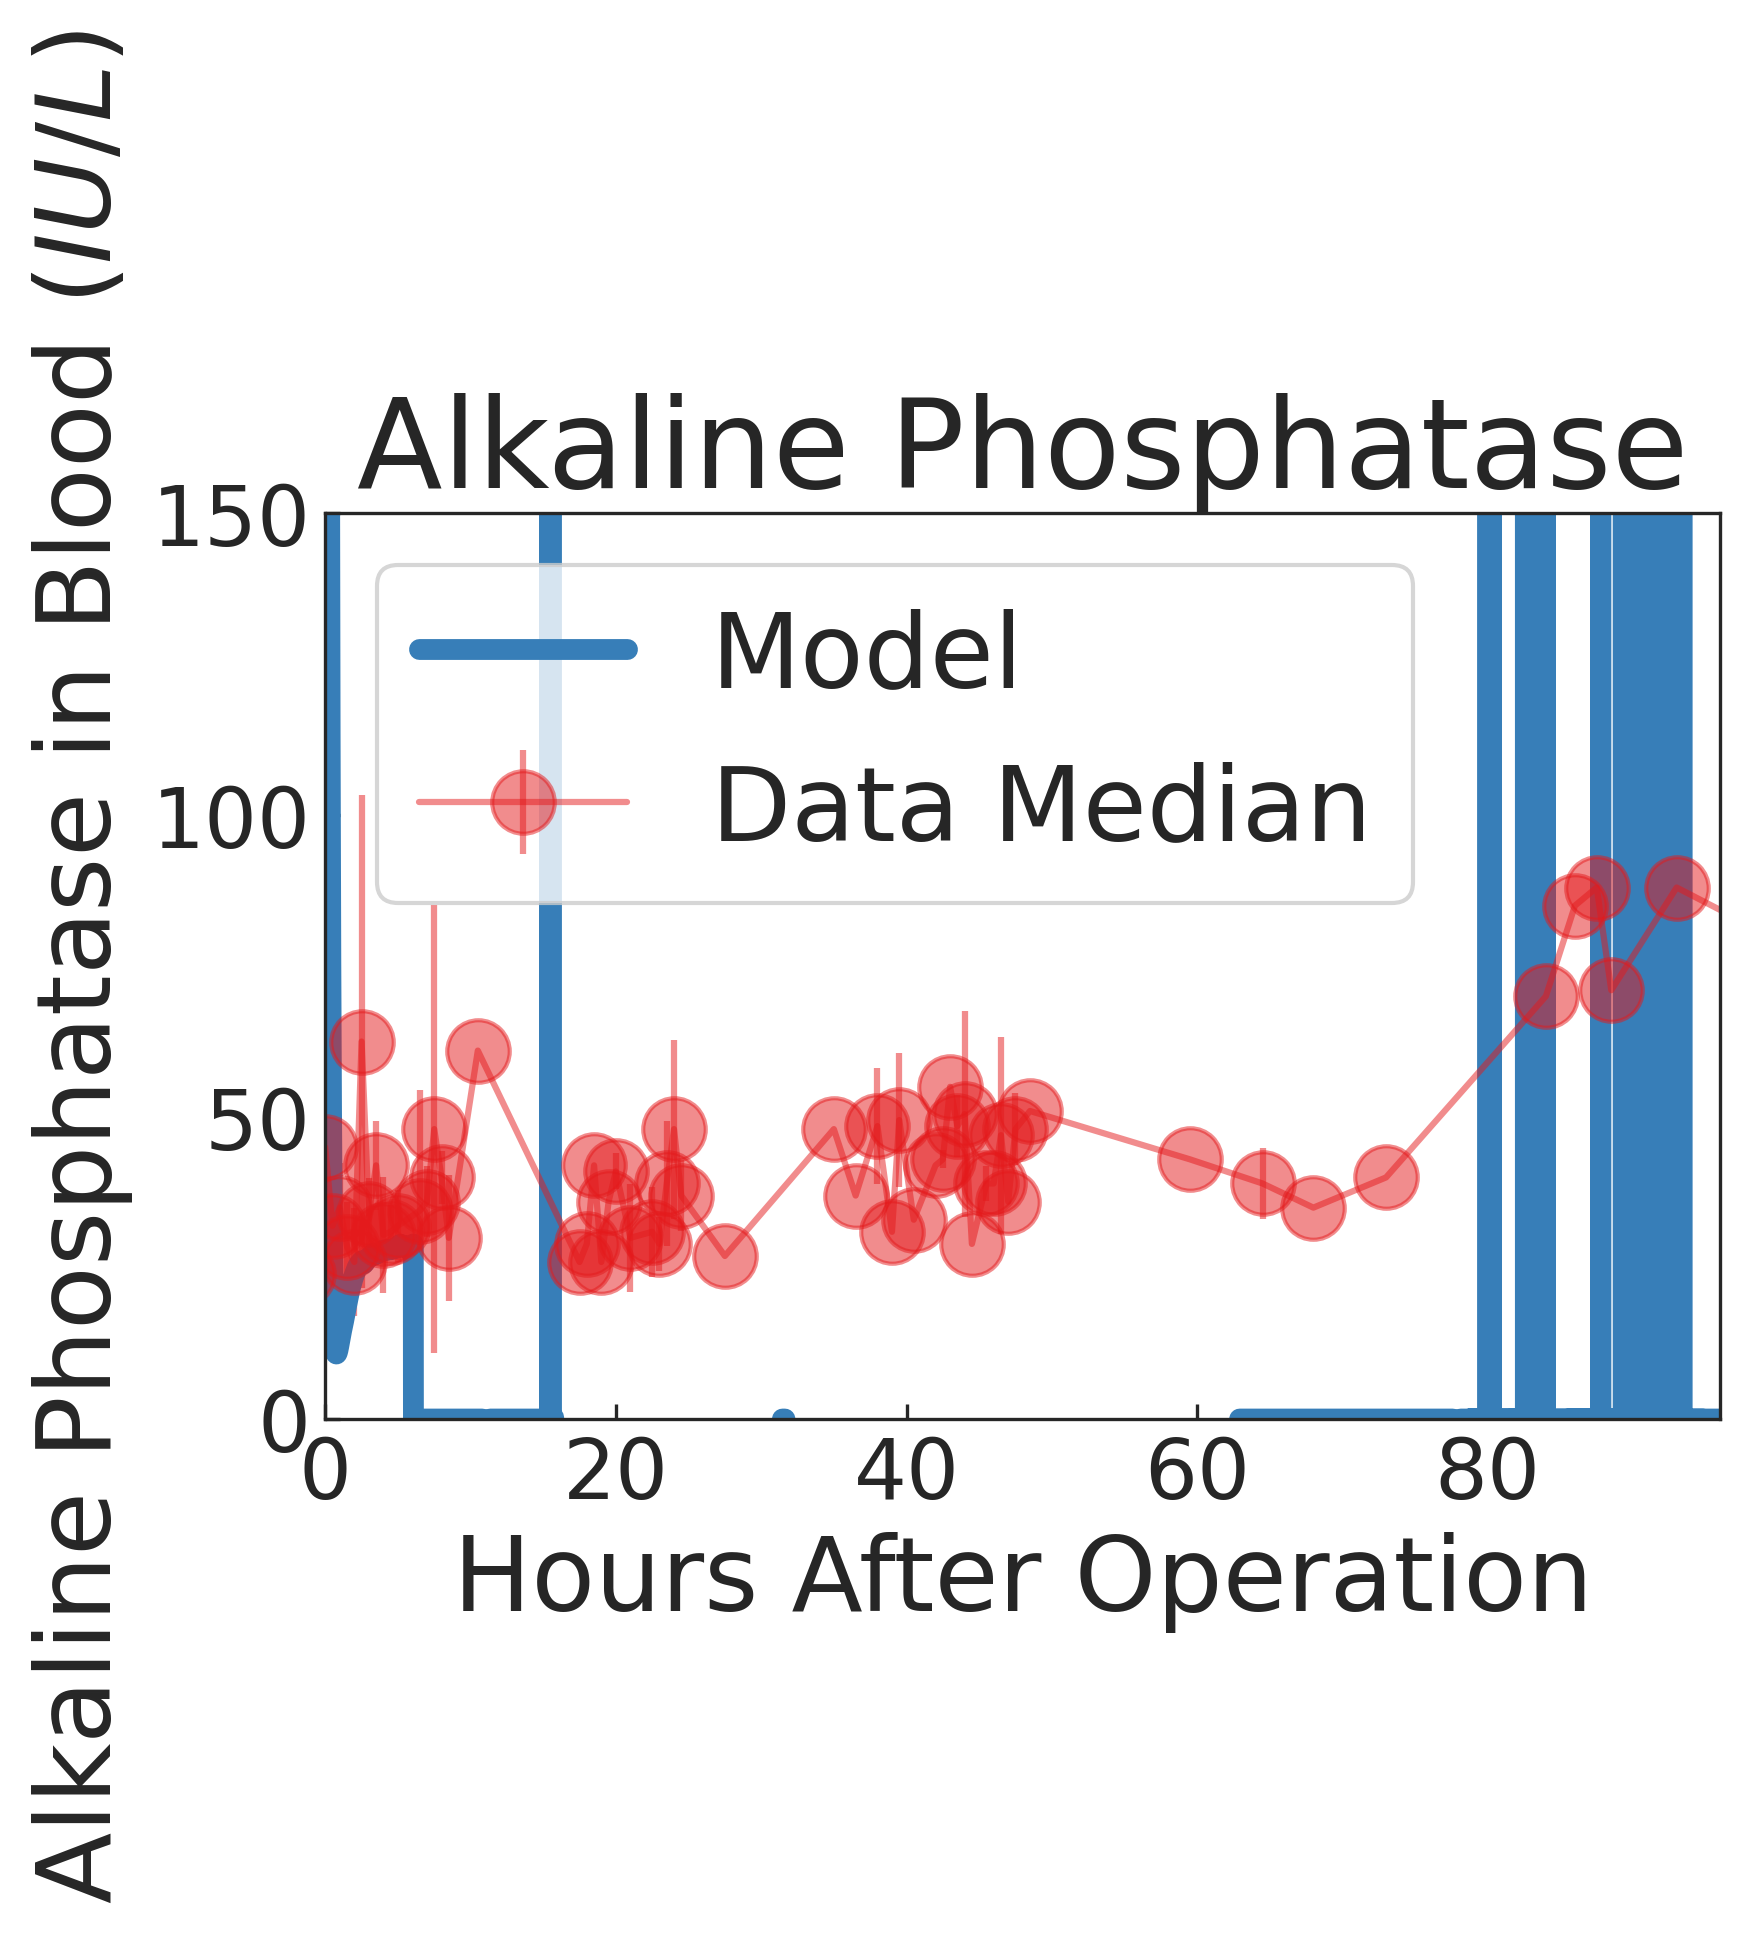 Alkaline Phosphatase
Alkaline Phosphatase in Blood (IU/L)
150
100
50
0
Model
Data Median
0 20 40 60 80
Hours After Operation